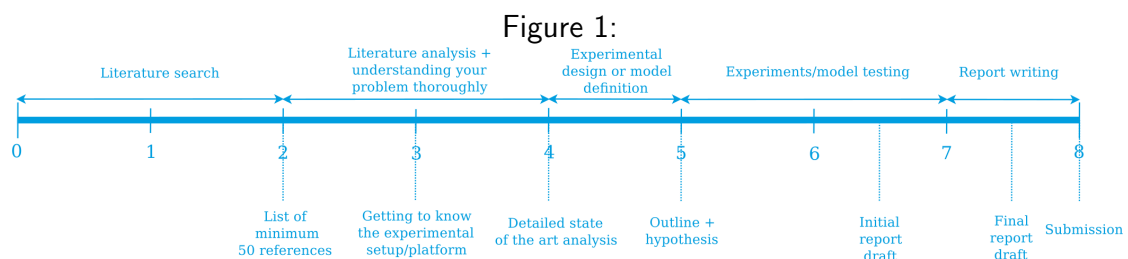 Figure 1:
Literature search
Literature analysis +
understanding your
problem thoroughly
Experimental
design or model
definition
Experiments/model testing
Report writing
0 1 2 3 4 5 6 7 8
List of
minimum
50 references
Getting to know
the experimental
setup/platform
Detailed state
of the art analysis
Outline +
hypothesis
Initial
report
draft
Final
report
draft
Submission